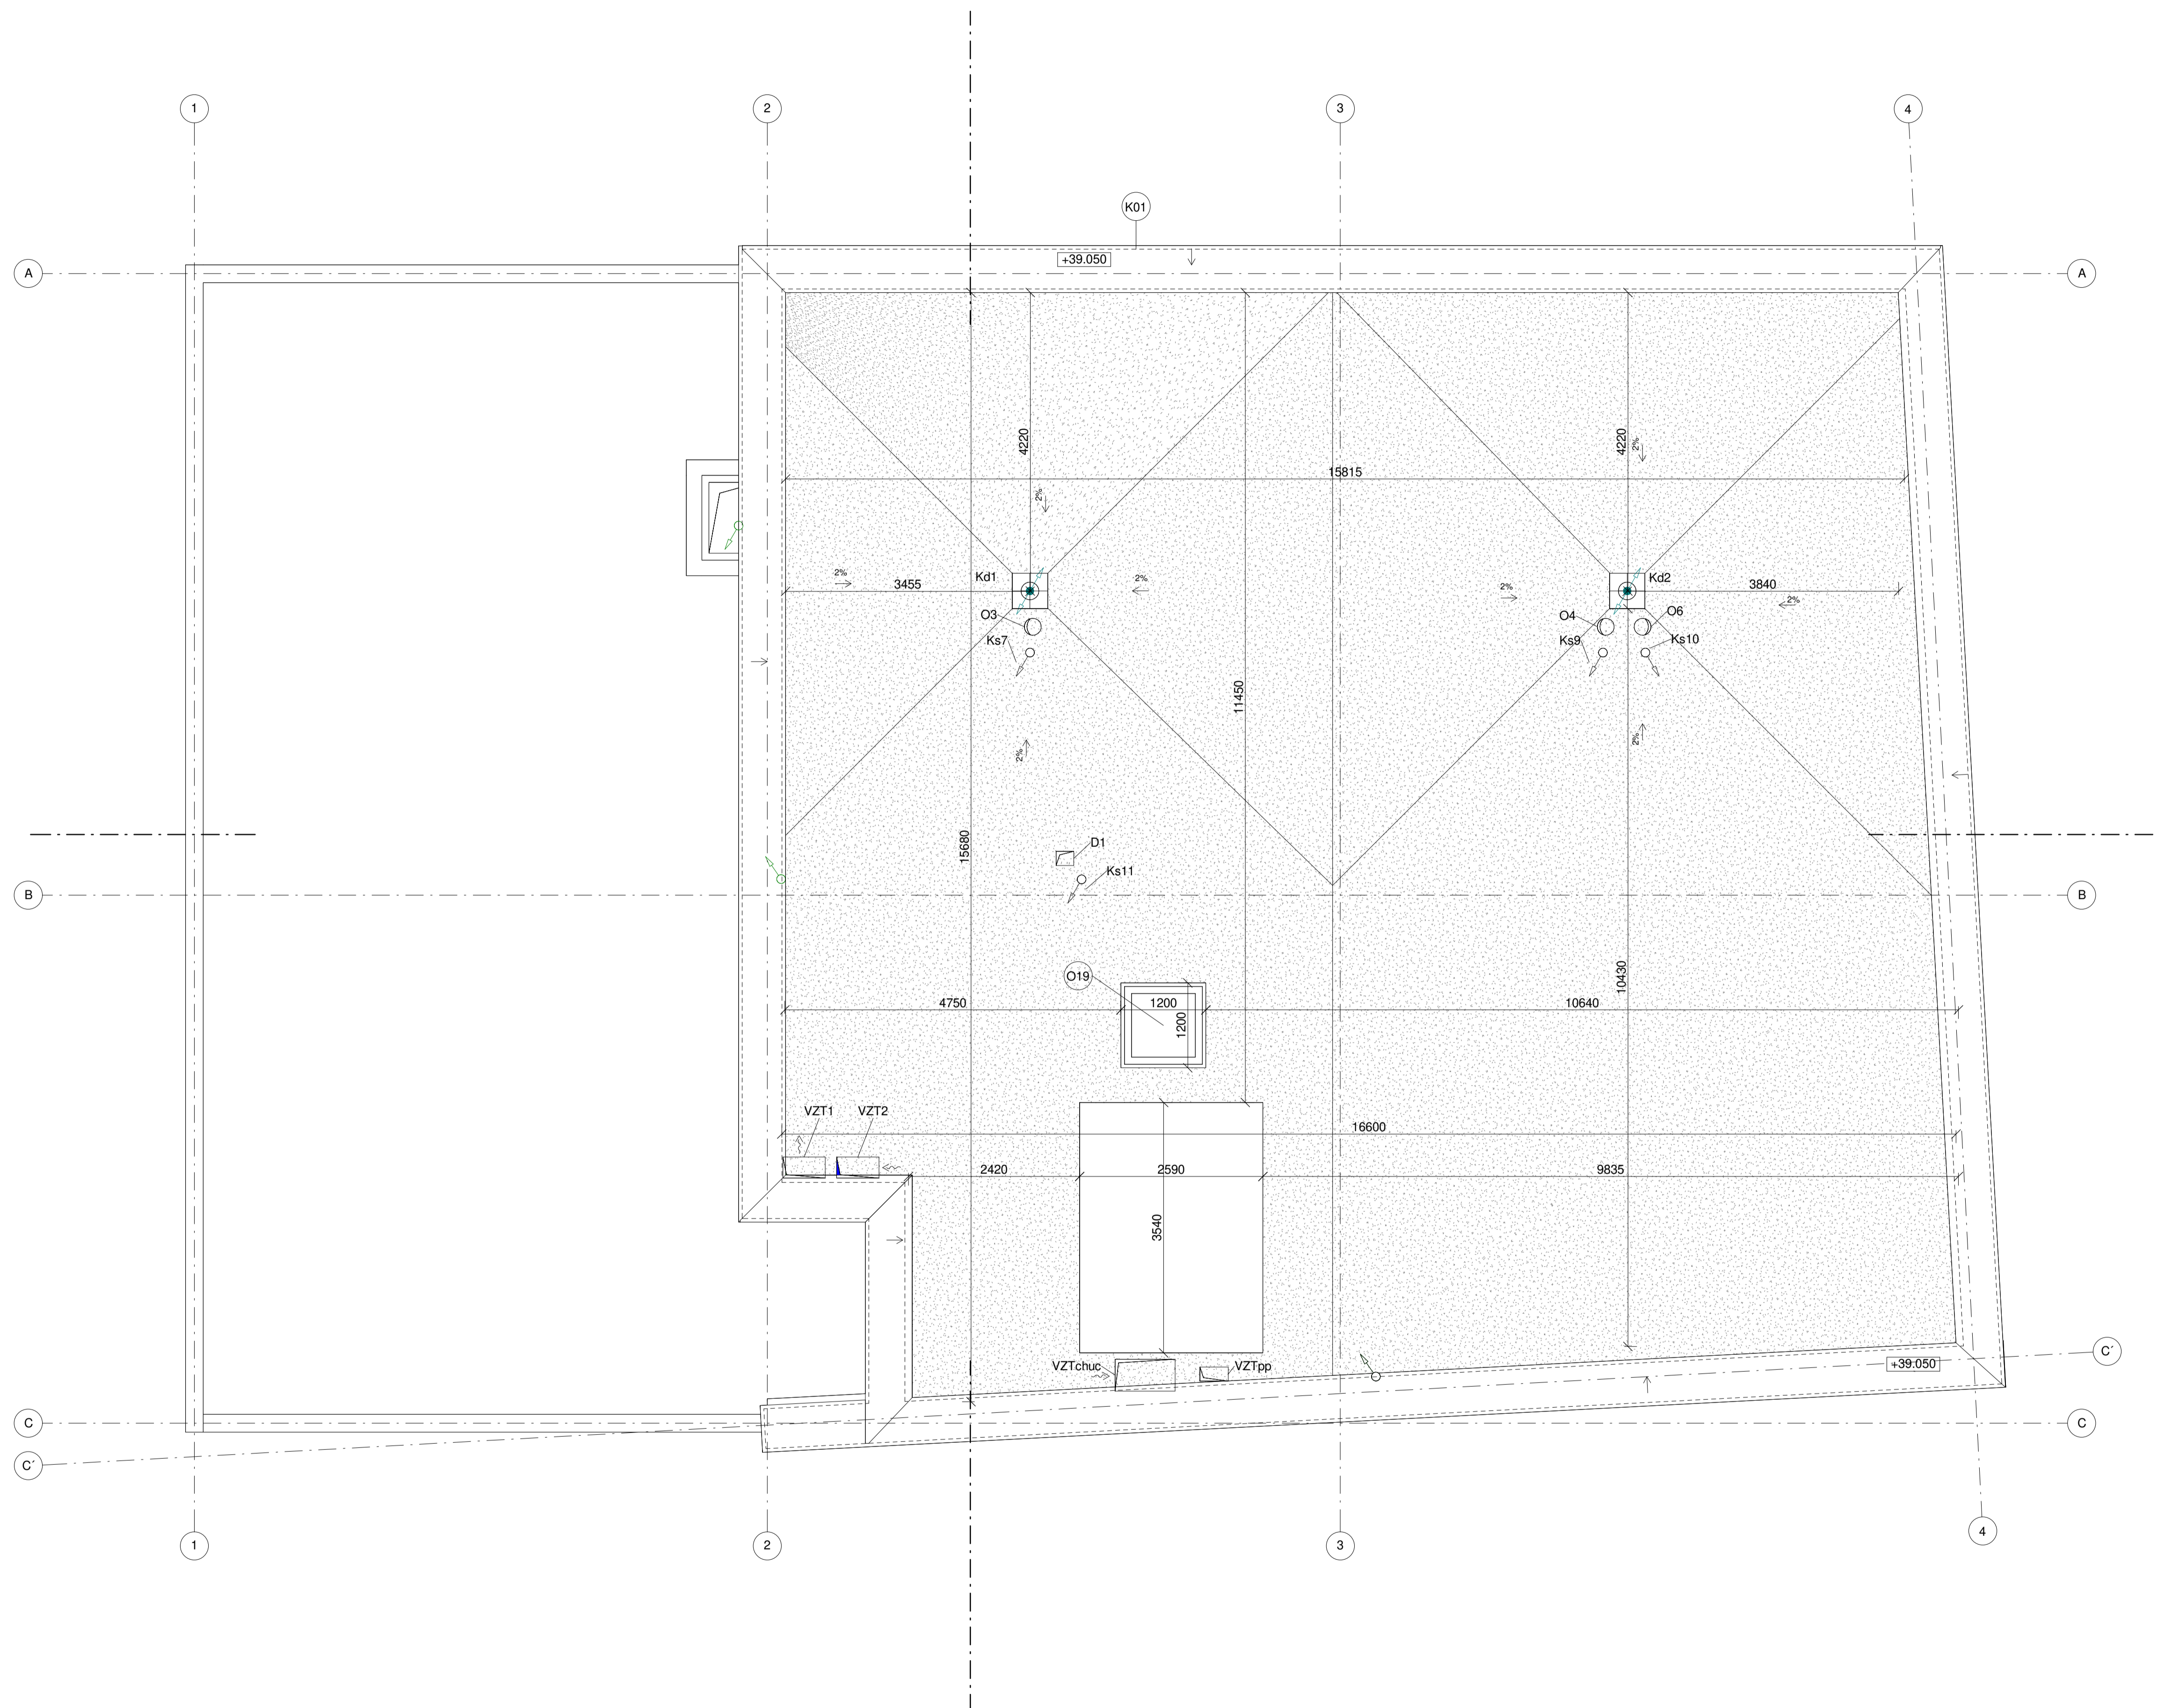 1
2
3
4
K01
+39.050
A
A
4220
4220
2%
15815
2%
2%
3455
Kd1
2%
2%
Kd2
3840
2%
O3
O4
O6
Ks7
Ks9
Ks10
11450
2%
2%
15680
D1
Ks11
B
B
O19
10430
4750
1200
10640
1200
VZT1
VZT2
16600
2420
2590
9835
3540
VZTchuc
VZTpp
+39.050
C´
C
C
C´
1
2
3
4